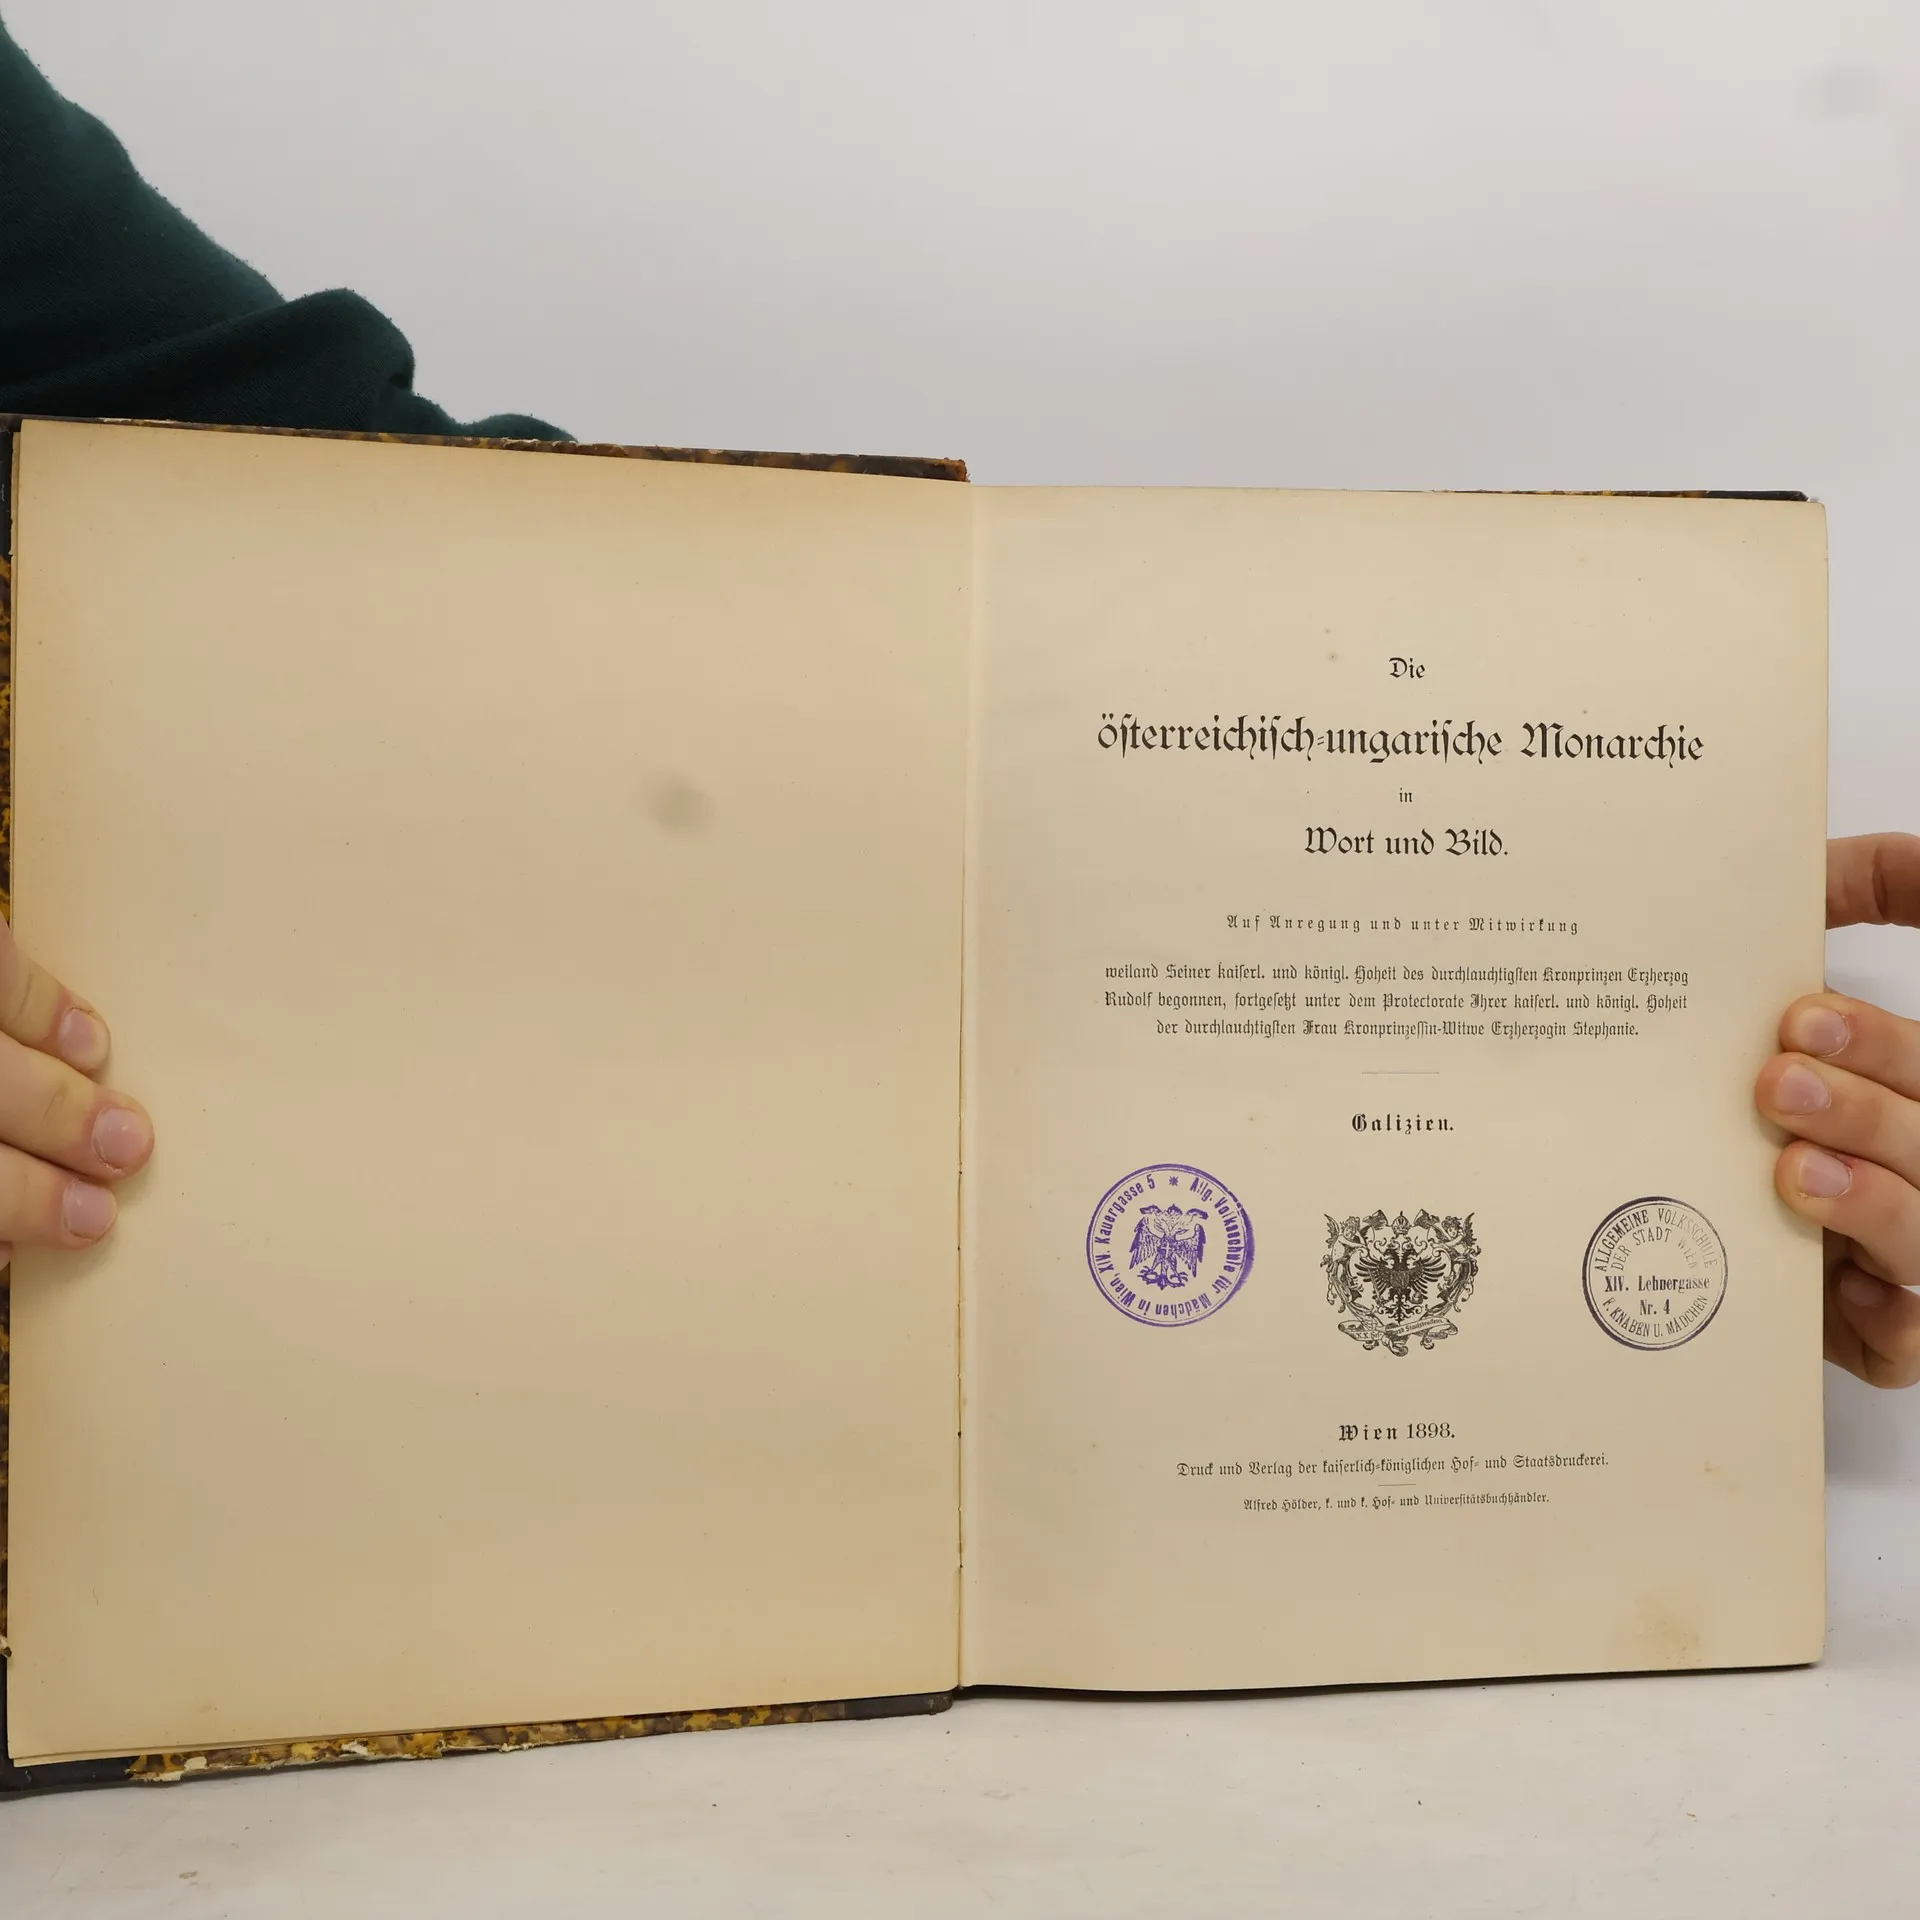 Die
österreichisch-ungarische Monarchie
in
Wort und Bild.
Auf Anregung und unter Mitwirkung
weiland Seiner kaiserl. und königl. Hoheit des durchlauchtigsten Kronprinzen Erzherzog
Rudolf begonnen, fortgesetzt unter dem Protectorate Ihrer kaiserl. und königl. Hoheit
der durchlauchtigsten Frau Kronprinzessin-Witwe Erzherzogin Stephanie.
Galizien.
Allg. Volksschule für Mädchen in Wien, XIV. Kauergasse 5
K.K. Hof- und Staatsdruckerei.
ALLGEMEINE VOLKSSCHULE
DER STADT WIEN
XIV. Lehnergasse
Nr. 4
F. KNABEN U. MÄDCHEN
Wien 1898.
Druck und Verlag der kaiserlich-königlichen Hof- und Staatsdruckerei.
Alfred Hölder, k. und k. Hof- und Universitätsbuchhändler.